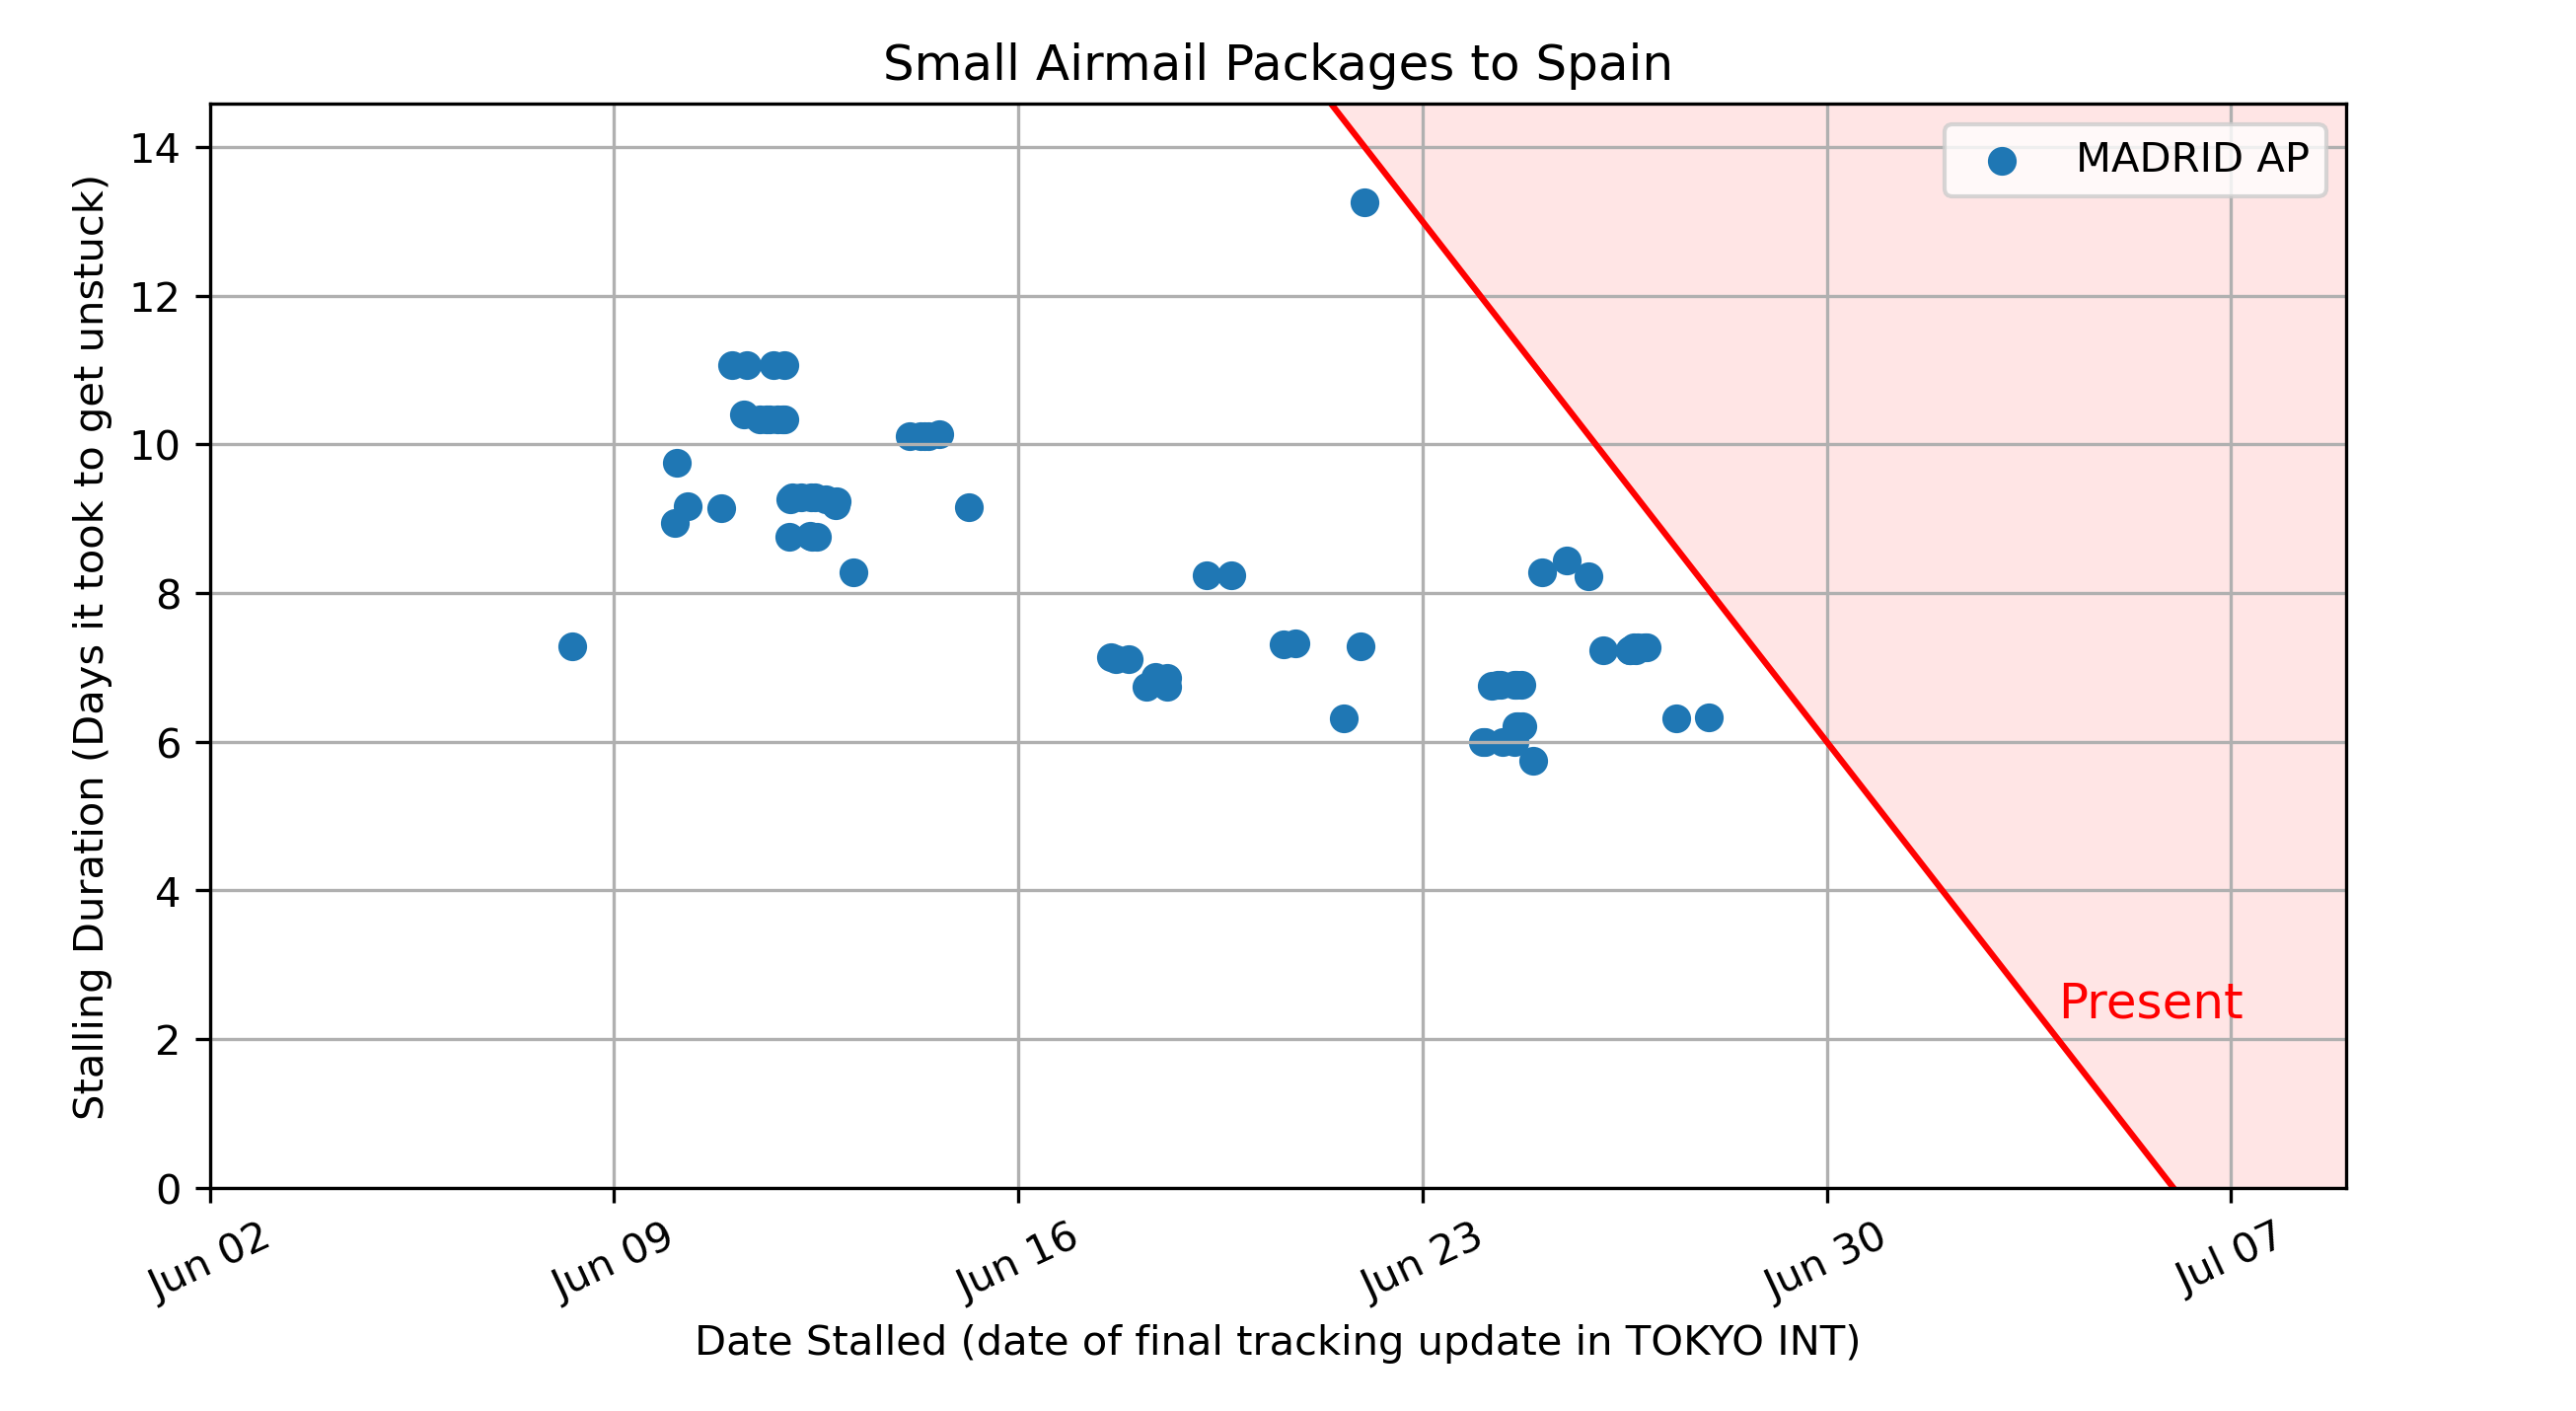 Small Airmail Packages to Spain
MADRID AP
14
12
10
8
6
4
2
0
Stalling Duration (Days it took to get unstuck)
Present
Jun 02
Jun 09
Jun 16
Jun 23
Jun 30
Jul 07
Date Stalled (date of final tracking update in TOKYO INT)